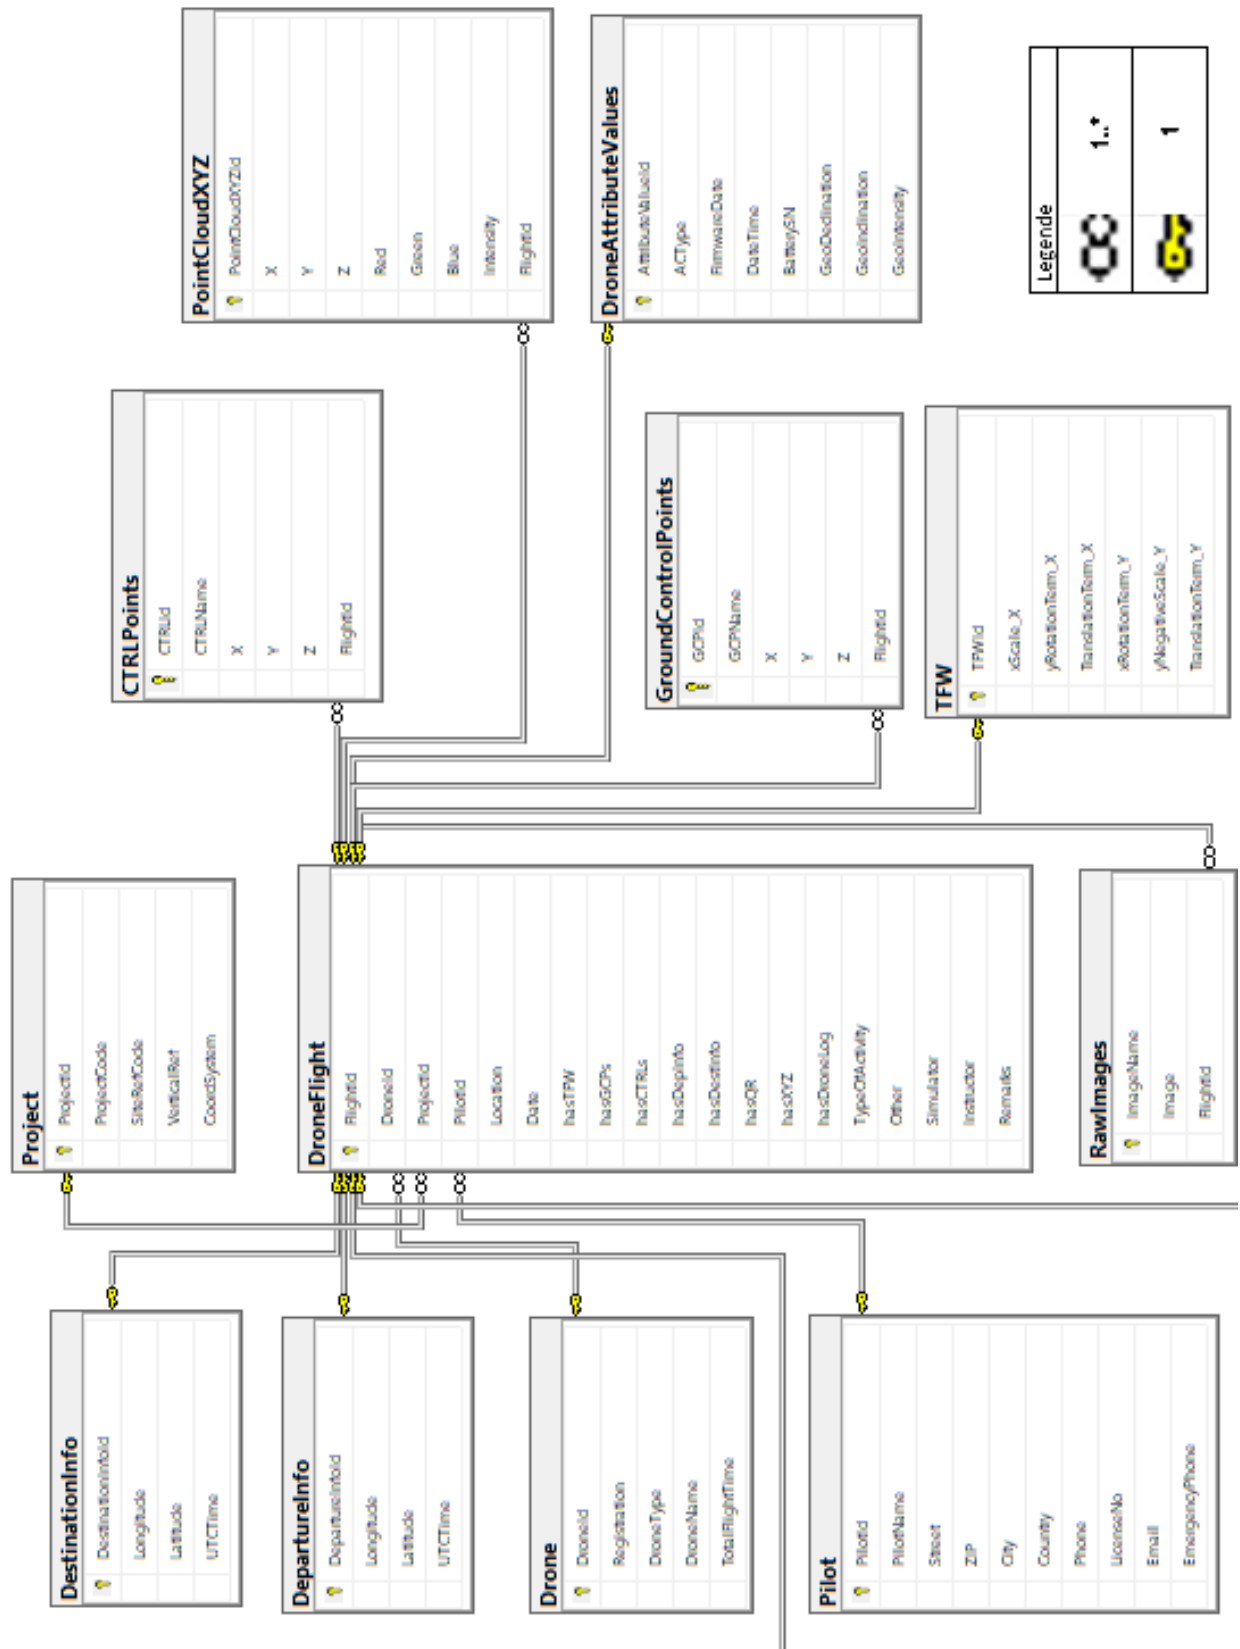 DestinationInfo
DestinationInfoId
Longitude
Latitude
UTCTime
DepartureInfo
DepartureInfoId
Longitude
Latitude
UTCTime
Drone
DroneId
Registration
DroneType
DroneName
TotalFlightTime
Pilot
PilotId
PilotName
Street
ZIP
City
Country
Phone
LicenseNo
Email
EmergencyPhone
Project
ProjectId
ProjectCode
SiteRefCode
VerticalRef
CoordSystem
DroneFlight
FlightId
DroneId
ProjectId
PilotId
Location
Date
hasTFW
hasGCPs
hasCTRLs
hasDepInfo
hasDestInfo
hasQR
hasXYZ
hasDroneLog
TypeOfActivity
Other
Simulator
Instructor
Remarks
RawImages
ImageName
Image
FlightId
CTRLPoints
CTRLId
CTRLName
X
Y
Z
FlightId
GroundControlPoints
GCPId
GCPName
X
Y
Z
FlightId
TFW
TFWId
xScale_X
yRotationTerm_X
TranslationTerm_X
xRotationTerm_Y
yNegativeScale_Y
TranslationTerm_Y
PointCloudXYZ
PointCloudXYZId
X
Y
Z
Red
Green
Blue
Intensity
FlightId
DroneAttributeValues
AttributeValueId
ACType
FirmwareDate
DateTime
BatterySN
GeoDeclination
GeoInclination
GeoIntensity
Legende
1..*
1